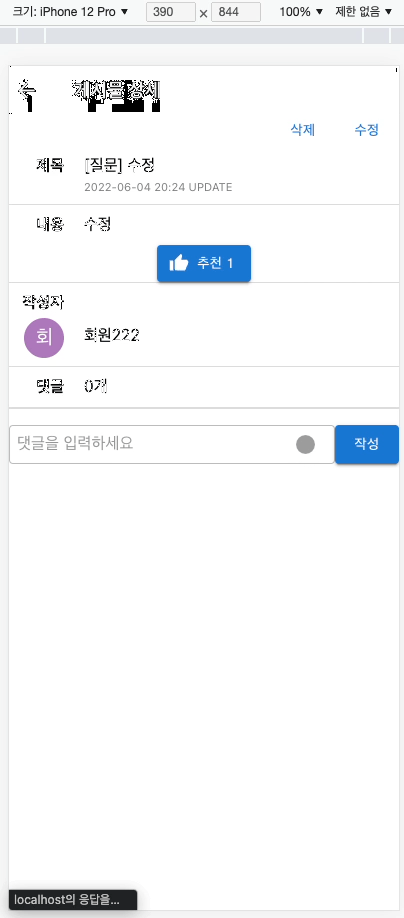 크기: iPhone 12 Pro ▼ 390 × 844 100% ▼ 제한 없음 ▼
게시글 상세
삭제 수정
제목 [질문] 수정
2022-06-04 20:24 UPDATE
내용 수정
추천 1
작성자
회 회원222
댓글 0개
댓글을 입력하세요 작성
localhost의 응답을...